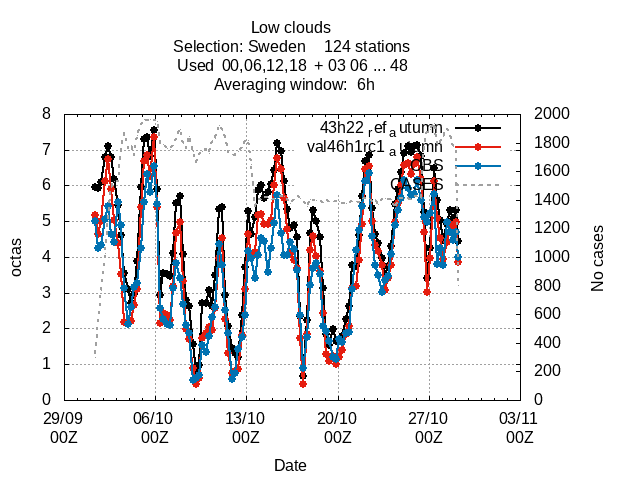 Low clouds
Selection: Sweden 124 stations
Used 00,06,12,18 + 03 06 ... 48
Averaging window: 6h
8 2000
43h22 refa utumn
7 1800
val46h1rc1 a utumn
OBS
6 1600
CASES
5 1400
1200
4 1000
3 800
600
2 400
1 200
0 0
octas
No cases
29/09 06/10 13/10 20/10 27/10 03/11
00Z 00Z 00Z 00Z 00Z 00Z
Date